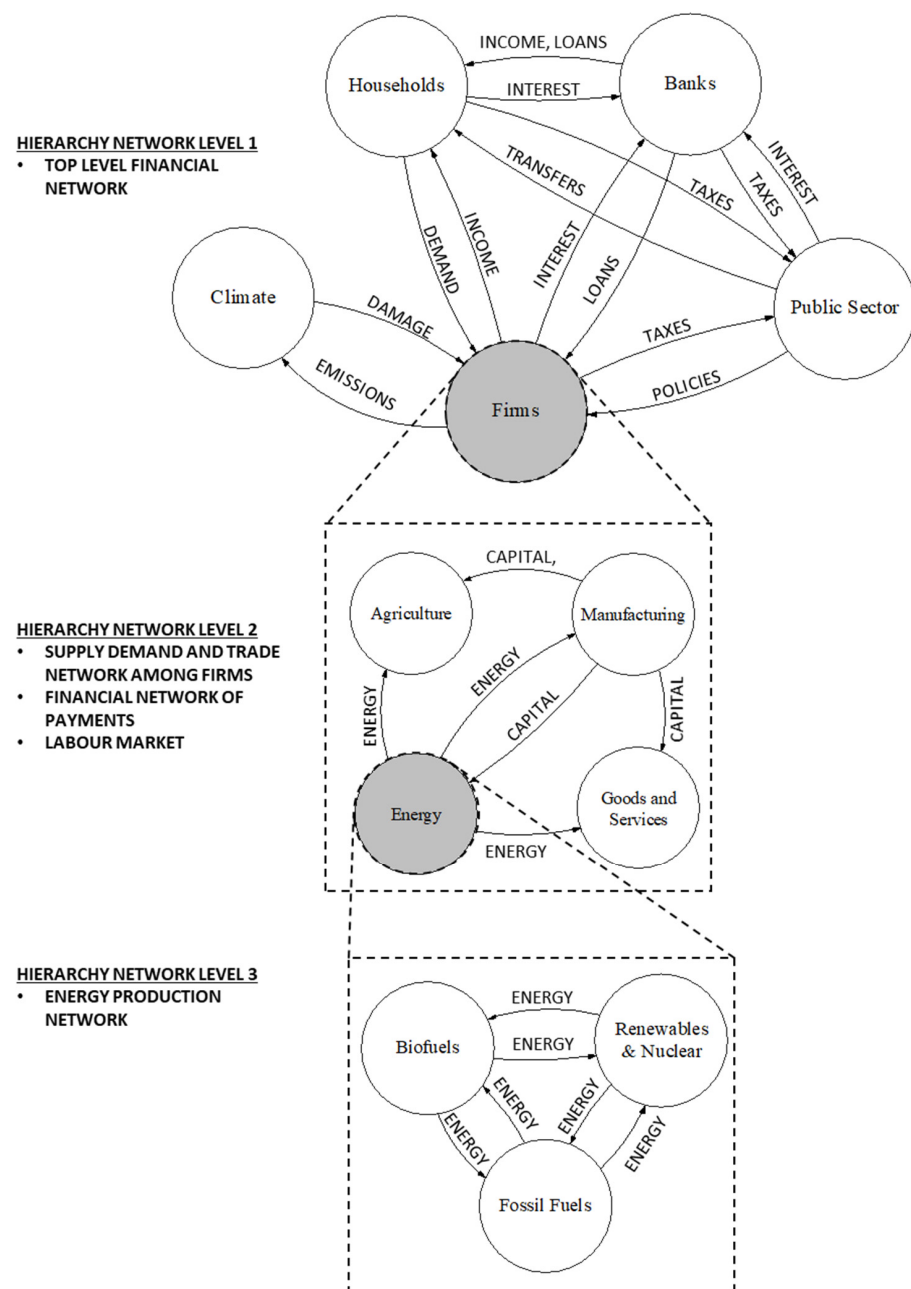 INCOME, LOANS
Households
Banks
INTEREST
HIERARCHY NETWORK LEVEL 1
• TOP LEVEL FINANCIAL
NETWORK
TRANSFERS
TAXES
TAXES
INTEREST
DEMAND
INCOME
INTEREST
LOANS
Climate
DAMAGE
EMISSIONS
Public Sector
TAXES
POLICIES
Firms
CAPITAL,
Agriculture
Manufacturing
HIERARCHY NETWORK LEVEL 2
• SUPPLY DEMAND AND TRADE
NETWORK AMONG FIRMS
• FINANCIAL NETWORK OF
PAYMENTS
• LABOUR MARKET
ENERGY
ENERGY
CAPITAL
CAPITAL
Energy
Goods and
Services
ENERGY
HIERARCHY NETWORK LEVEL 3
• ENERGY PRODUCTION
NETWORK
ENERGY
Biofuels
Renewables
& Nuclear
ENERGY
ENERGY
ENERGY
ENERGY
ENERGY
Fossil Fuels